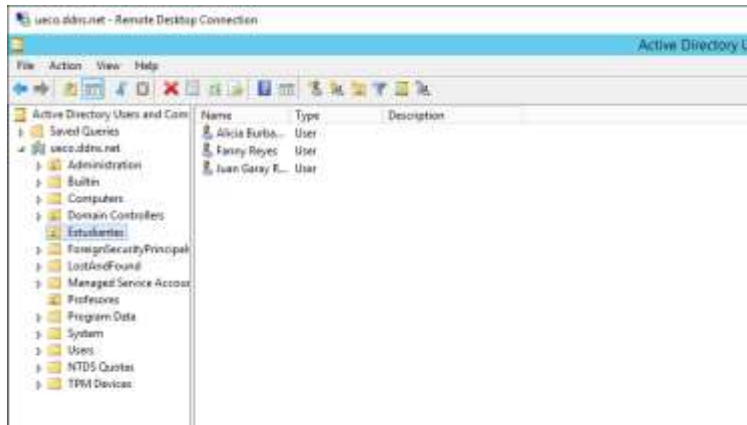 ueco.ddns.net - Remote Desktop Connection
Active Directory U
File Action View Help
Active Directory Users and Com
Saved Queries
ueco.ddns.net
Administration
Builtin
Computers
Domain Controllers
Estudiantes
ForeignSecurityPrincipals
LostAndFound
Managed Service Accour
Profesores
Program Data
System
Users
NTDS Quotas
TPM Devices
Name Type Description
Alicia Burba... User
Fanny Reyes User
Juan Garay R... User